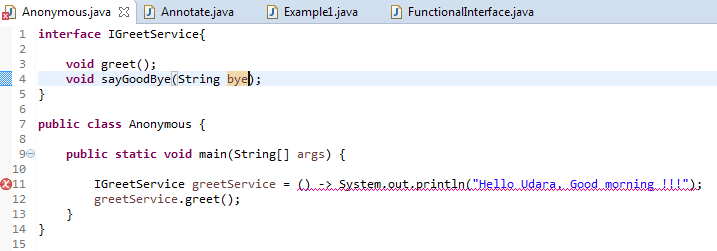 Anonymous.java Annotate.java Example1.java FunctionalInterface.java
1 interface IGreetService{
2
3 void greet();
4 void sayGoodBye(String bye);
5 }
6
7 public class Anonymous {
8
9 public static void main(String[] args) {
10
11 IGreetService greetService = () -> System.out.println("Hello Udara, Good morning !!!");
12 greetService.greet();
13 }
14 }
15